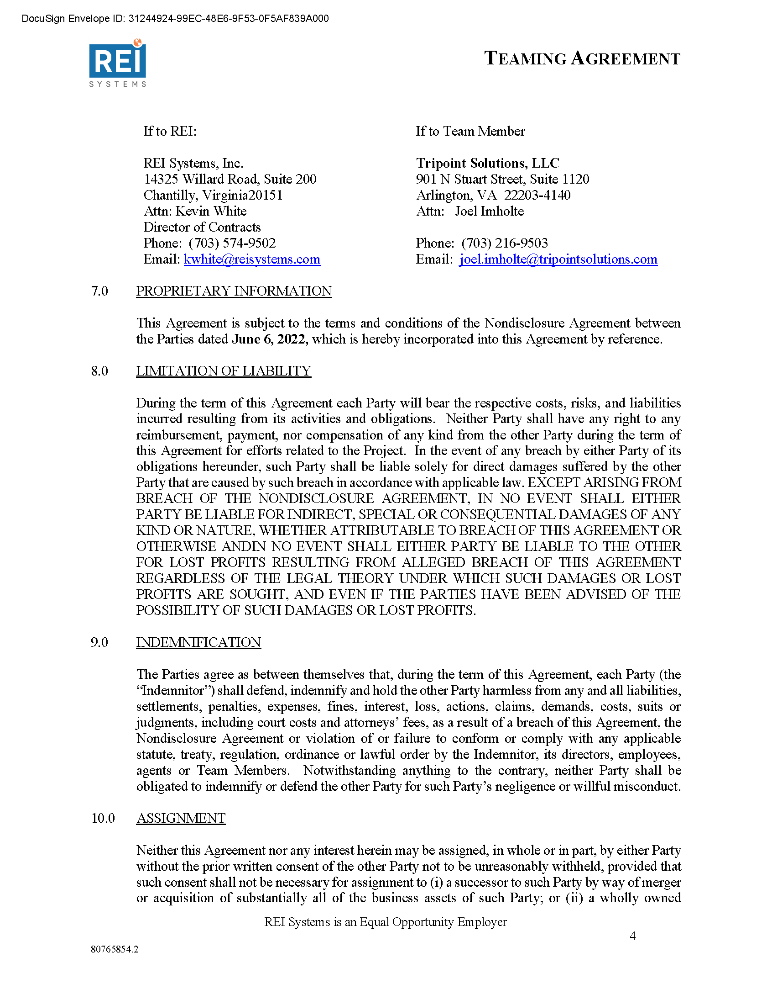 DocuSign Envelope ID: 31244924-99EC-48E6-9F53-0F5AF839A000
REI
SYSTEMS
TEAMING AGREEMENT
If to REI:
REI Systems, Inc.
14325 Willard Road, Suite 200
Chantilly, Virginia20151
Attn: Kevin White
Director of Contracts
Phone: (703) 574-9502
Email: kwhite@reisystems.com
If to Team Member
Tripoint Solutions, LLC
901 N Stuart Street, Suite 1120
Arlington, VA 22203-4140
Attn: Joel Imholte
Phone: (703) 216-9503
Email: joel.imholte@tripointsolutions.com
7.0 PROPRIETARY INFORMATION
This Agreement is subject to the terms and conditions of the Nondisclosure Agreement between
the Parties dated June 6, 2022, which is hereby incorporated into this Agreement by reference.
8.0 LIMITATION OF LIABILITY
During the term of this Agreement each Party will bear the respective costs, risks, and liabilities
incurred resulting from its activities and obligations. Neither Party shall have any right to any
reimbursement, payment, nor compensation of any kind from the other Party during the term of
this Agreement for efforts related to the Project. In the event of any breach by either Party of its
obligations hereunder, such Party shall be liable solely for direct damages suffered by the other
Party that are caused by such breach in accordance with applicable law. EXCEPT ARISING FROM
BREACH OF THE NONDISCLOSURE AGREEMENT, IN NO EVENT SHALL EITHER
PARTY BE LIABLE FOR INDIRECT, SPECIAL OR CONSEQUENTIAL DAMAGES OF ANY
KIND OR NATURE, WHETHER ATTRIBUTABLE TO BREACH OF THIS AGREEMENT OR
OTHERWISE ANDIN NO EVENT SHALL EITHER PARTY BE LIABLE TO THE OTHER
FOR LOST PROFITS RESULTING FROM ALLEGED BREACH OF THIS AGREEMENT
REGARDLESS OF THE LEGAL THEORY UNDER WHICH SUCH DAMAGES OR LOST
PROFITS ARE SOUGHT, AND EVEN IF THE PARTIES HAVE BEEN ADVISED OF THE
POSSIBILITY OF SUCH DAMAGES OR LOST PROFITS.
9.0 INDEMNIFICATION
The Parties agree as between themselves that, during the term of this Agreement, each Party (the
“Indemnitor”) shall defend, indemnify and hold the other Party harmless from any and all liabilities,
settlements, penalties, expenses, fines, interest, loss, actions, claims, demands, costs, suits or
judgments, including court costs and attorneys’ fees, as a result of a breach of this Agreement, the
Nondisclosure Agreement or violation of or failure to conform or comply with any applicable
statute, treaty, regulation, ordinance or lawful order by the Indemnitor, its directors, employees,
agents or Team Members. Notwithstanding anything to the contrary, neither Party shall be
obligated to indemnify or defend the other Party for such Party’s negligence or willful misconduct.
10.0 ASSIGNMENT
Neither this Agreement nor any interest herein may be assigned, in whole or in part, by either Party
without the prior written consent of the other Party not to be unreasonably withheld, provided that
such consent shall not be necessary for assignment to (i) a successor to such Party by way of merger
or acquisition of substantially all of the business assets of such Party; or (ii) a wholly owned
REI Systems is an Equal Opportunity Employer
4
80765854.2